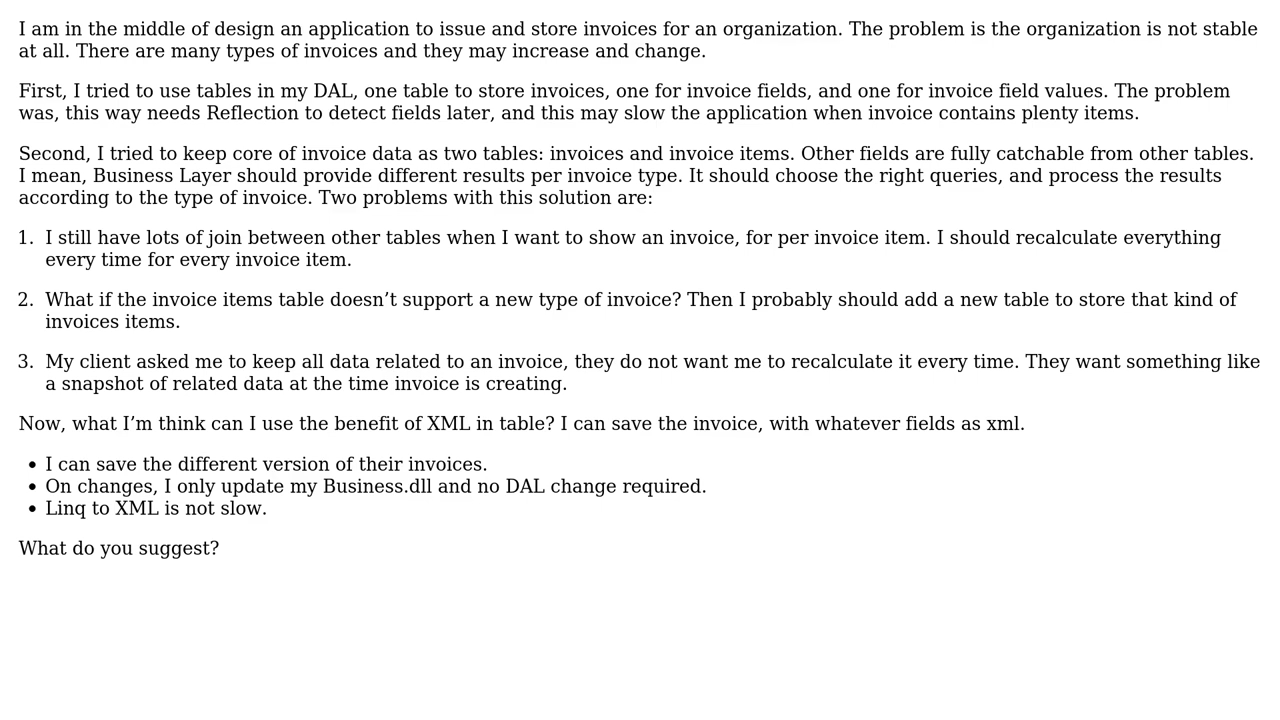 I am in the middle of design an application to issue and store invoices for an organization. The problem is the organization is not stable
at all. There are many types of invoices and they may increase and change.
First, I tried to use tables in my DAL, one table to store invoices, one for invoice fields, and one for invoice field values. The problem
was, this way needs Reflection to detect fields later, and this may slow the application when invoice contains plenty items.
Second, I tried to keep core of invoice data as two tables: invoices and invoice items. Other fields are fully catchable from other tables.
I mean, Business Layer should provide different results per invoice type. It should choose the right queries, and process the results
according to the type of invoice. Two problems with this solution are:
1. I still have lots of join between other tables when I want to show an invoice, for per invoice item. I should recalculate everything
every time for every invoice item.
2. What if the invoice items table doesn’t support a new type of invoice? Then I probably should add a new table to store that kind of
invoices items.
3. My client asked me to keep all data related to an invoice, they do not want me to recalculate it every time. They want something like
a snapshot of related data at the time invoice is creating.
Now, what I’m think can I use the benefit of XML in table? I can save the invoice, with whatever fields as xml.
• I can save the different version of their invoices.
• On changes, I only update my Business.dll and no DAL change required.
• Linq to XML is not slow.
What do you suggest?